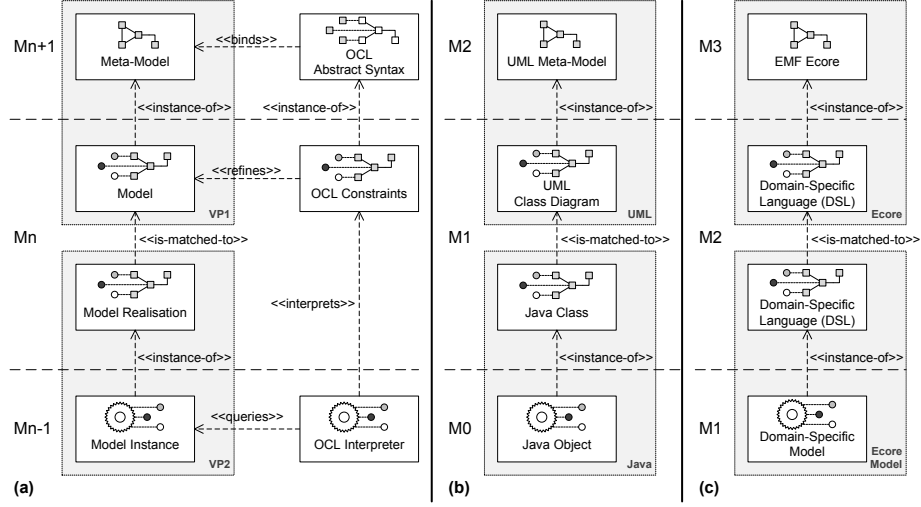 Mn+1
Meta-Model
<<binds>>
OCL
Abstract Syntax
<<instance-of>>
<<instance-of>>
Model
<<refines>>
OCL Constraints
VP1
Mn
<<is-matched-to>>
Model Realisation
<<interprets>>
<<instance-of>>
Mn-1
Model Instance
<<queries>>
OCL Interpreter
VP2
(a)
M2
UML Meta-Model
<<instance-of>>
UML
Class Diagram
UML
M1
<<is-matched-to>>
Java Class
<<instance-of>>
M0
Java Object
Java
(b)
M3
EMF Ecore
<<instance-of>>
Domain-Specific
Language (DSL)
Ecore
M2
<<is-matched-to>>
Domain-Specific
Language (DSL)
<<instance-of>>
M1
Domain-Specific
Model
Ecore
Model
(c)